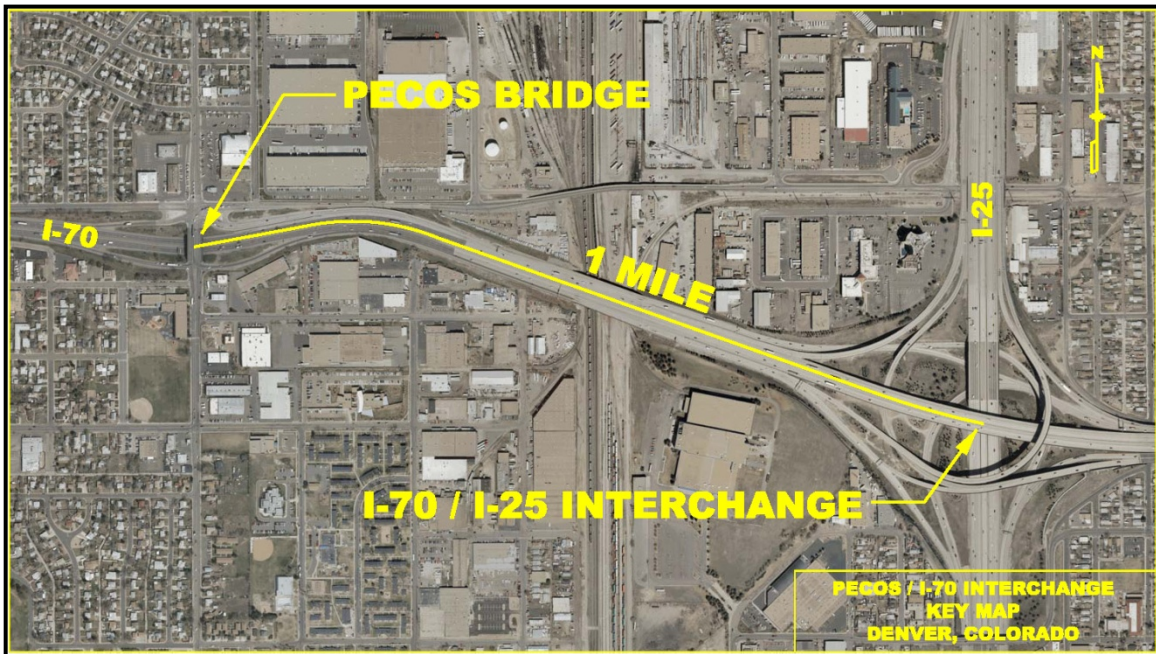 PECOS BRIDGE
N
I-70
I-25
1 MILE
I-70 / I-25 INTERCHANGE
PECOS / I-70 INTERCHANGE
KEY MAP
DENVER, COLORADO